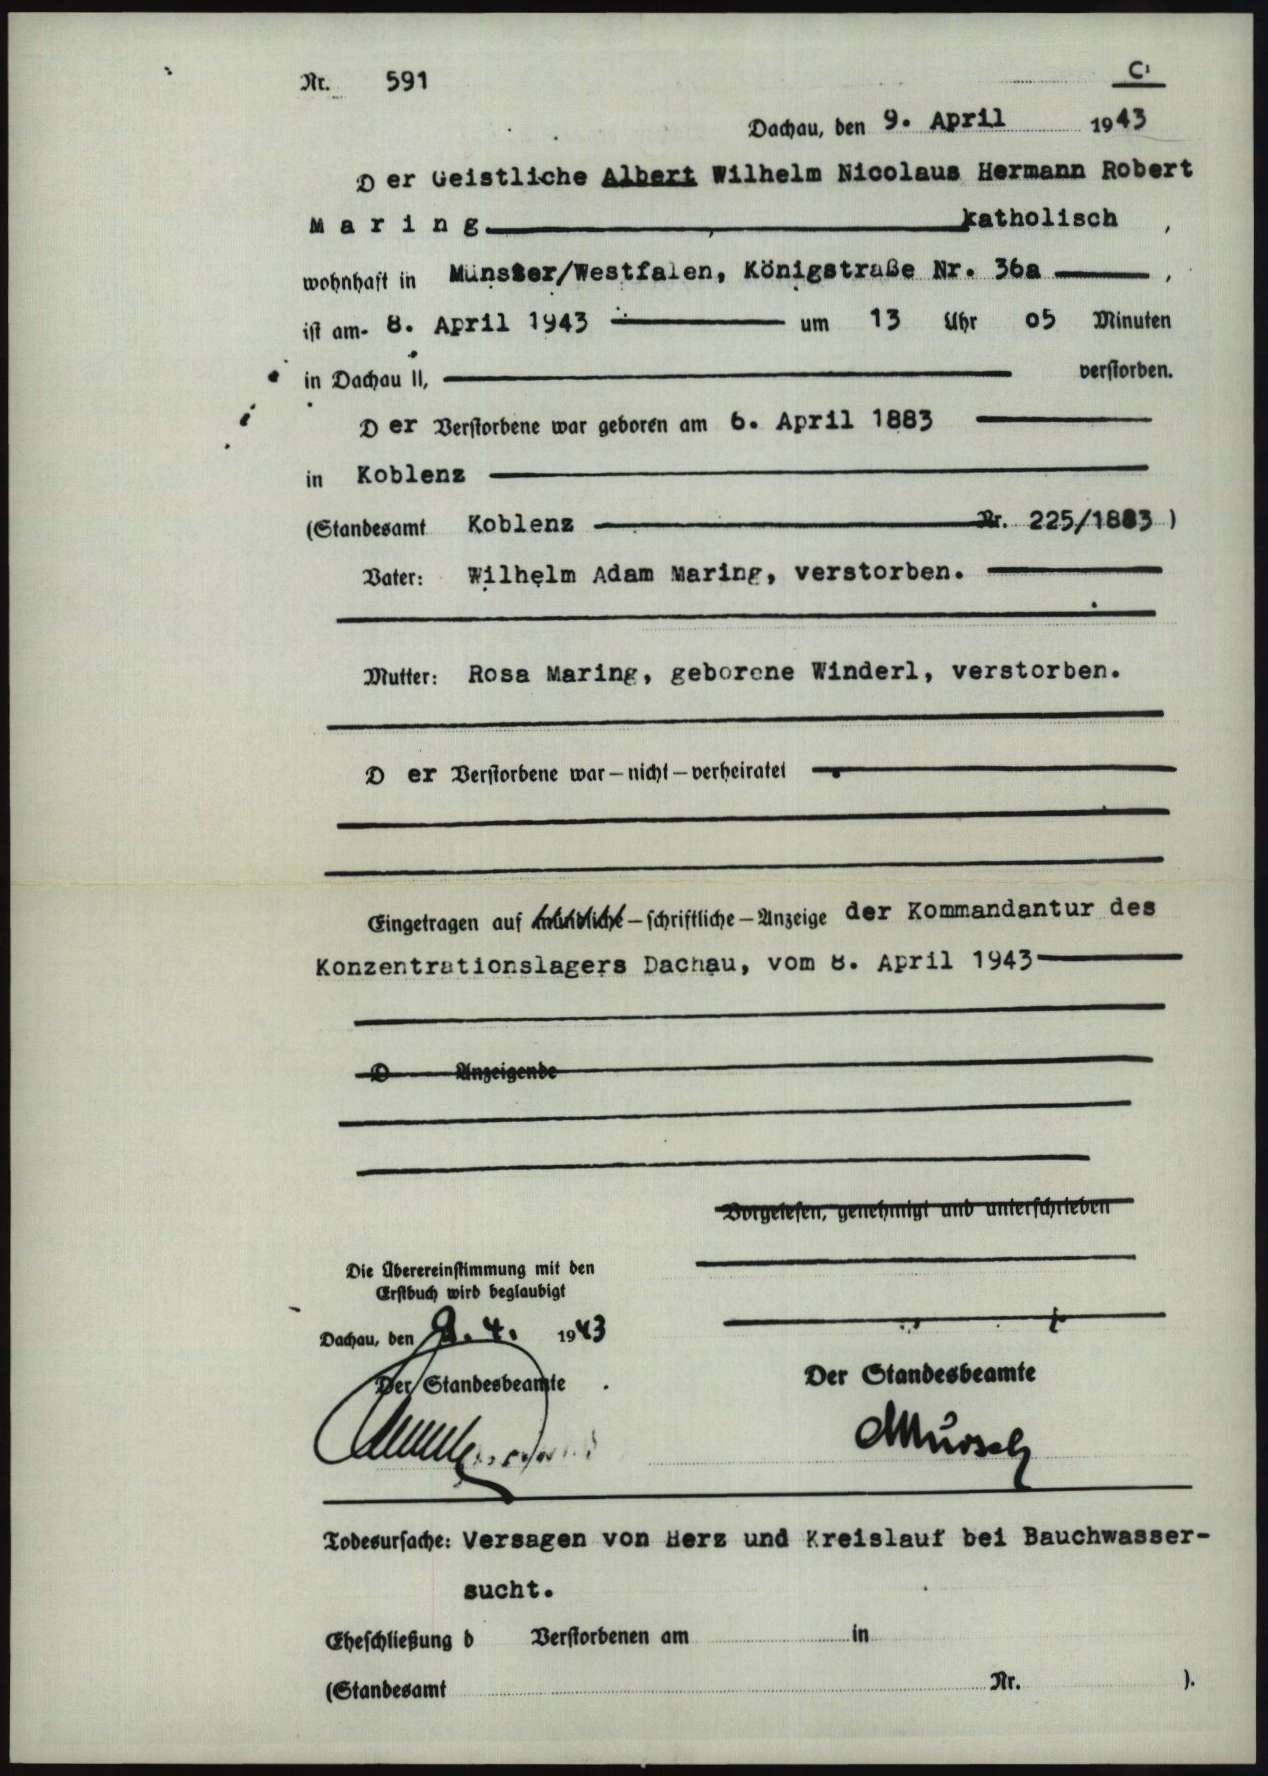 Nr. 591
C
Dachau, den 9. April 1943
Der Geistliche Albert Wilhelm Nicolaus Hermann Robert
Maring katholisch ,
wohnhaft in Münster/Westfalen, Königstraße Nr. 36a ,
ist am 8. April 1943 um 13 Uhr 05 Minuten
in Dachau II, verstorben.
Der Verstorbene war geboren am 6. April 1883
in Koblenz
(Standesamt Koblenz Nr. 225/1883 )
Vater: Wilhelm Adam Maring, verstorben.
Mutter: Rosa Maring, geborene Winderl, verstorben.
Der Verstorbene war – nicht – verheiratet
Eingetragen auf mündliche – schriftliche – Anzeige der Kommandantur des
Konzentrationslagers Dachau, vom 8. April 1943
D Anzeigende
Vorgelesen, genehmigt und unterschrieben
Die Überereinstimmung mit den
Erstbuch wird beglaubigt
Dachau, den 9. 4. 1943
Der Standesbeamte
Der Standesbeamte
Todesursache: Versagen von Herz und Kreislauf bei Bauchwasser-
sucht.
Eheschließung d Verstorbenen am in
(Standesamt Nr. ).